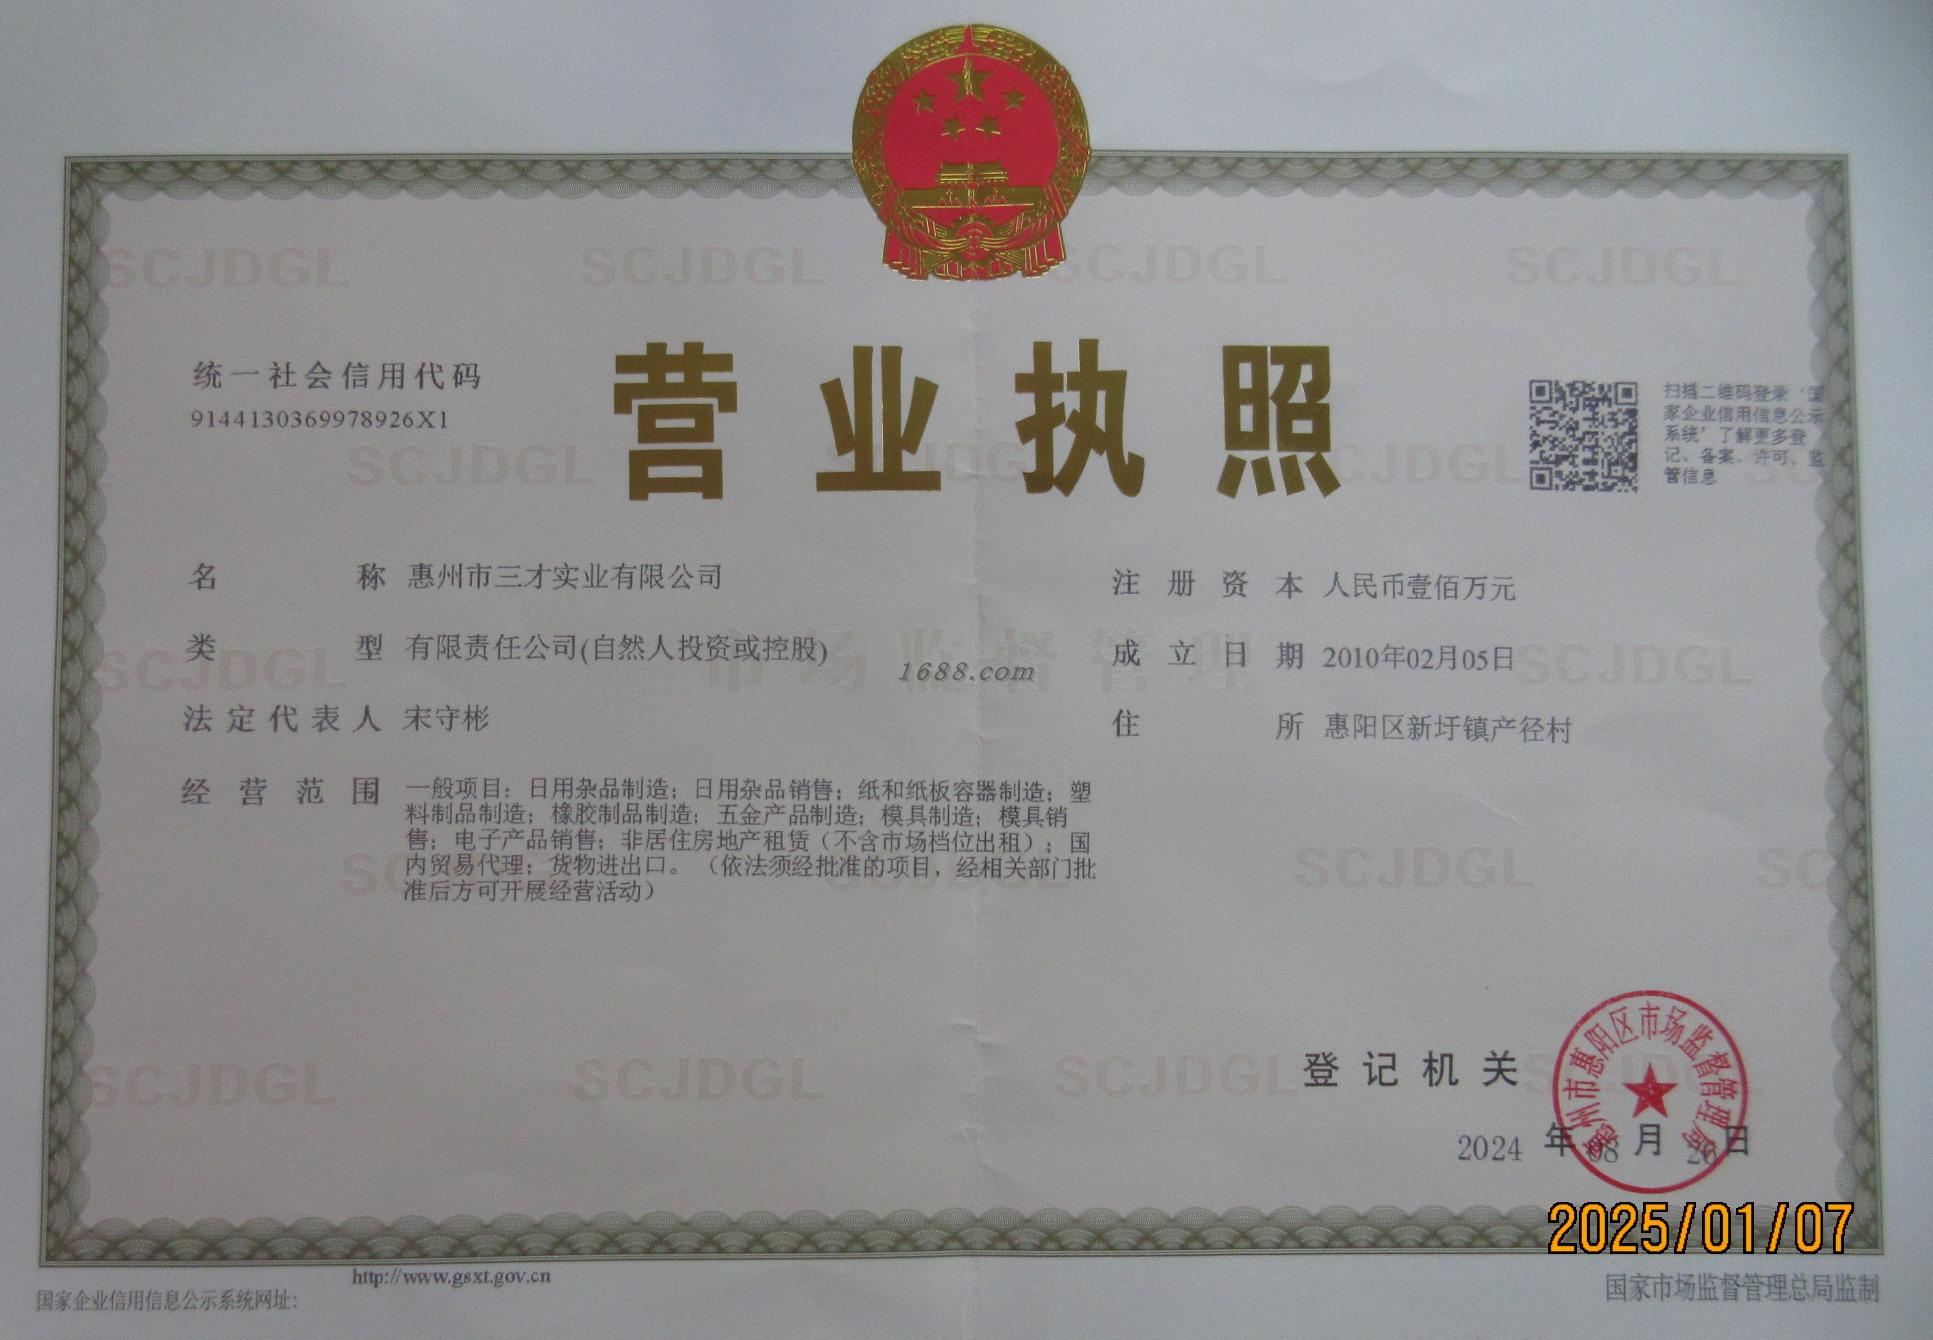 统一社会信用代码
9144130369978926X1
营业执照
扫描二维码登录‘国
家企业信用信息公示
系统’了解更多登
记、备案、许可、监
管信息
名称 惠州市三才实业有限公司
类型 有限责任公司(自然人投资或控股)
法定代表人 宋守彬
经营范围 一般项目：日用杂品制造；日用杂品销售；纸和纸板容器制造；塑
料制品制造；橡胶制品制造；五金产品制造；模具制造；模具销
售；电子产品销售；非居住房地产租赁（不含市场档位出租）；国
内贸易代理；货物进出口。（依法须经批准的项目，经相关部门批
准后方可开展经营活动）
注册资本 人民币壹佰万元
成立日期 2010年02月05日
住所 惠阳区新圩镇产径村
1688.com
市场监督管理
SCJDGL
登记机关
惠州市惠阳区市场监督管理局
2024 年 08 月 26 日
2025/01/07
国家企业信用信息公示系统网址：
http://www.gsxt.gov.cn
国家市场监督管理总局监制